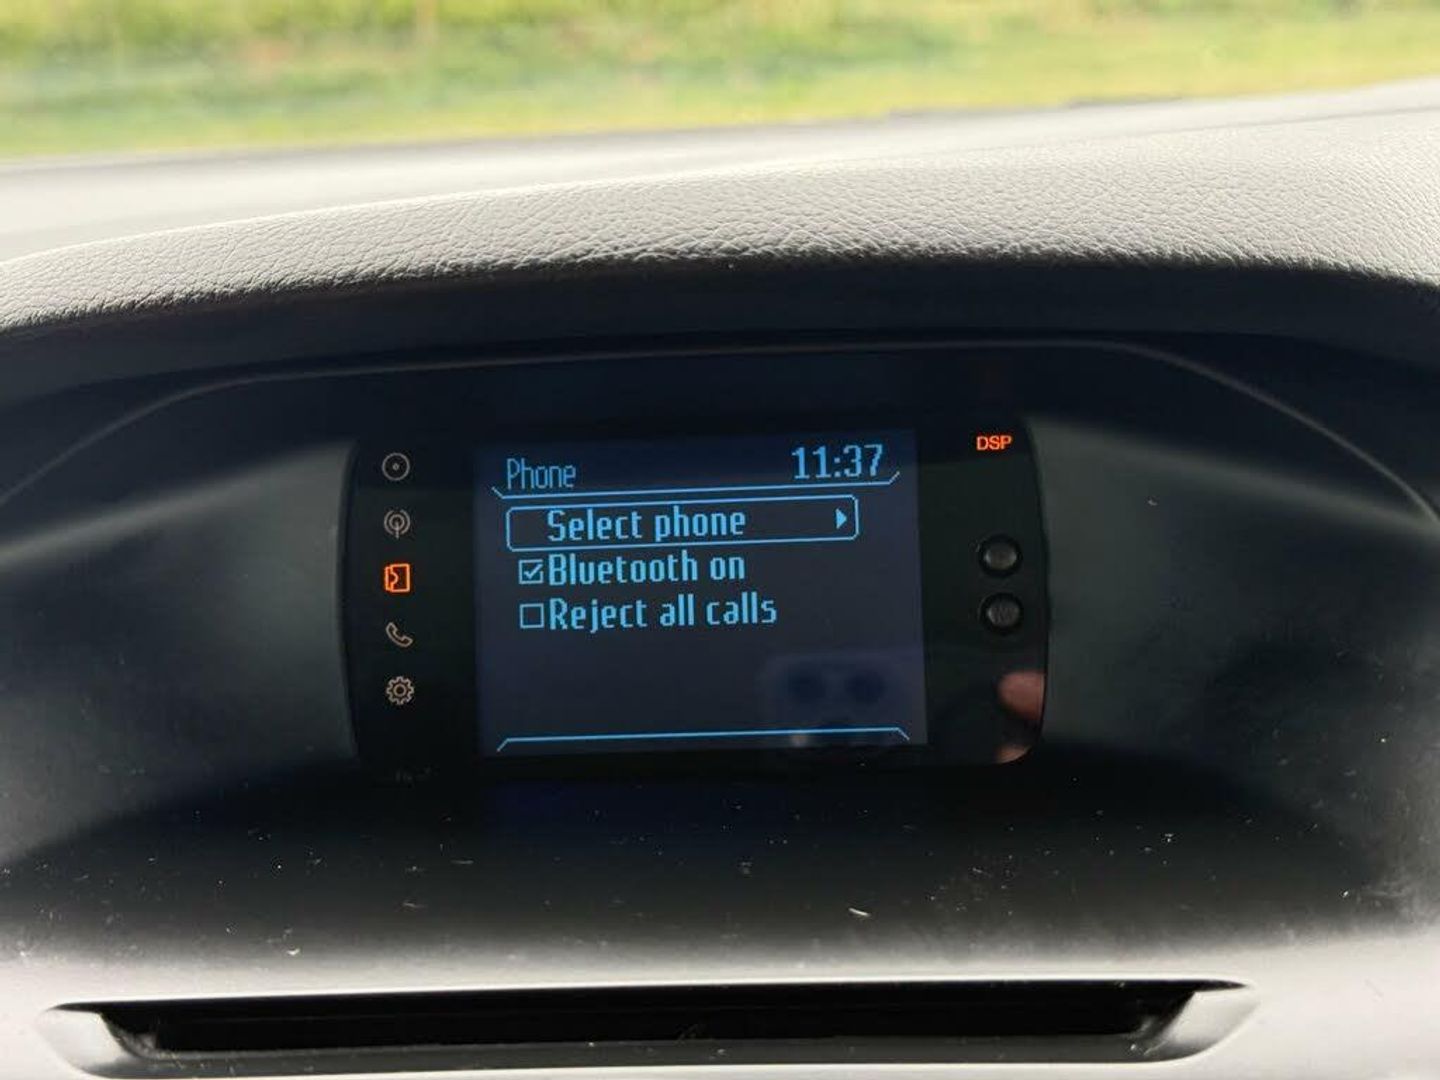 Phone
11:37
DSP
Select phone
Bluetooth on
Reject all calls